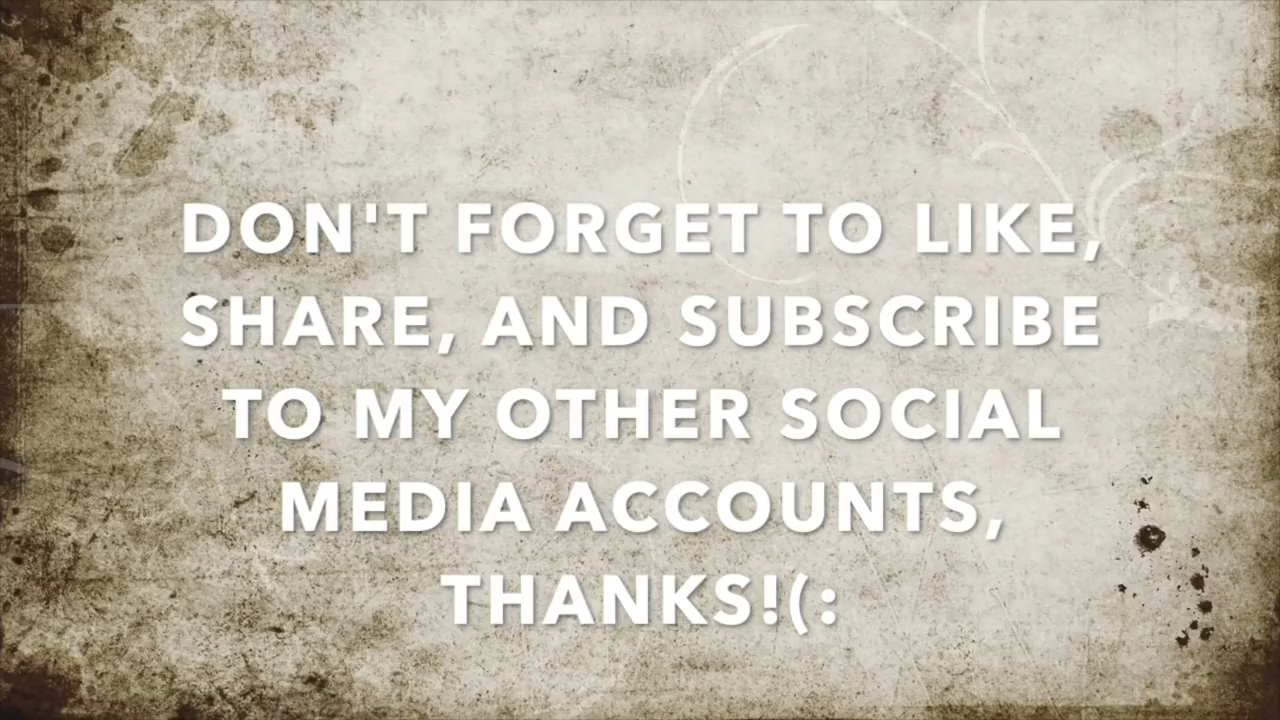 DON'T FORGET TO LIKE,
SHARE, AND SUBSCRIBE
TO MY OTHER SOCIAL
MEDIA ACCOUNTS,
THANKS!(: